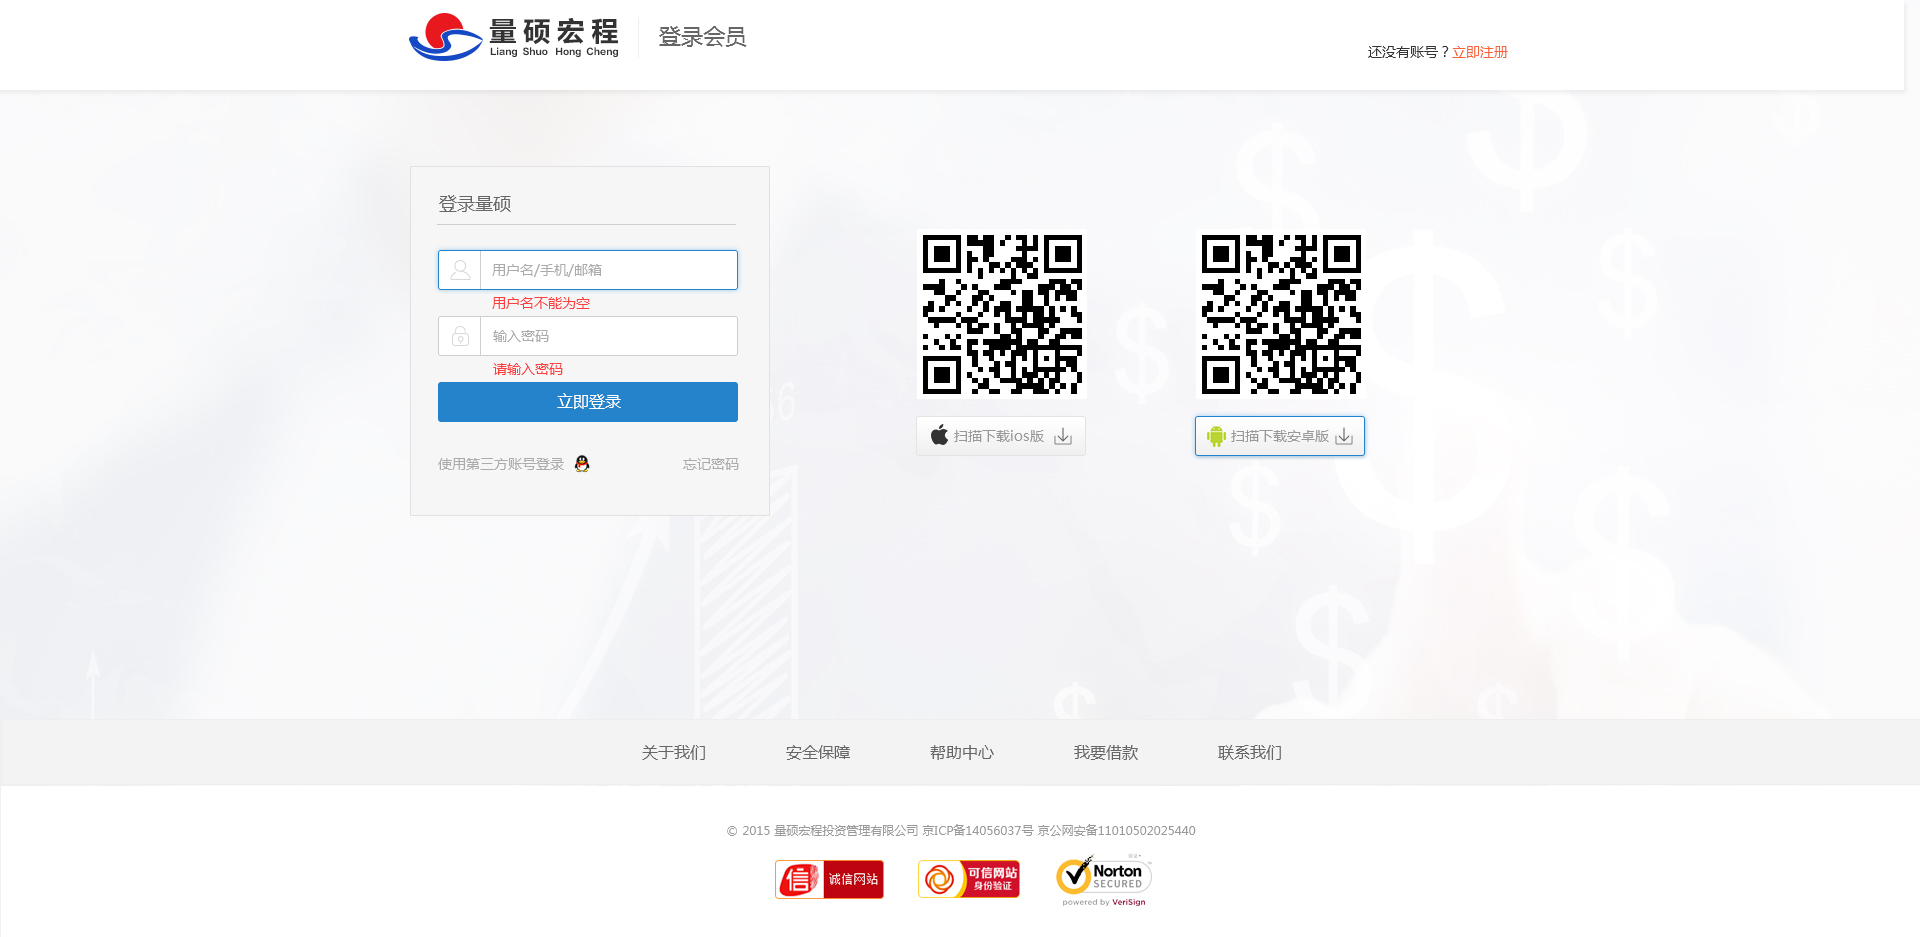 量硕宏程
Liang Shuo Hong Cheng
登录会员
还没有账号？立即注册
登录量硕
用户名/手机/邮箱
用户名不能为空
输入密码
请输入密码
立即登录
使用第三方账号登录
忘记密码
扫描下载ios版
扫描下载安卓版
关于我们
安全保障
帮助中心
我要借款
联系我们
© 2015 量硕宏程投资管理有限公司 京ICP备14056037号 京公网安备11010502025440
信 诚信网站
可信网站
身份验证
Norton
SECURED
powered by VeriSign